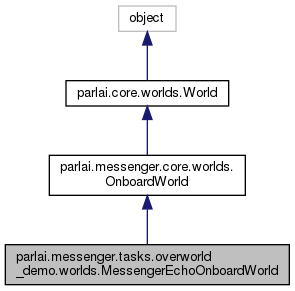 object
parlai.core.worlds.World
parlai.messenger.core.worlds.
OnboardWorld
parlai.messenger.tasks.overworld
_demo.worlds.MessengerEchoOnboardWorld